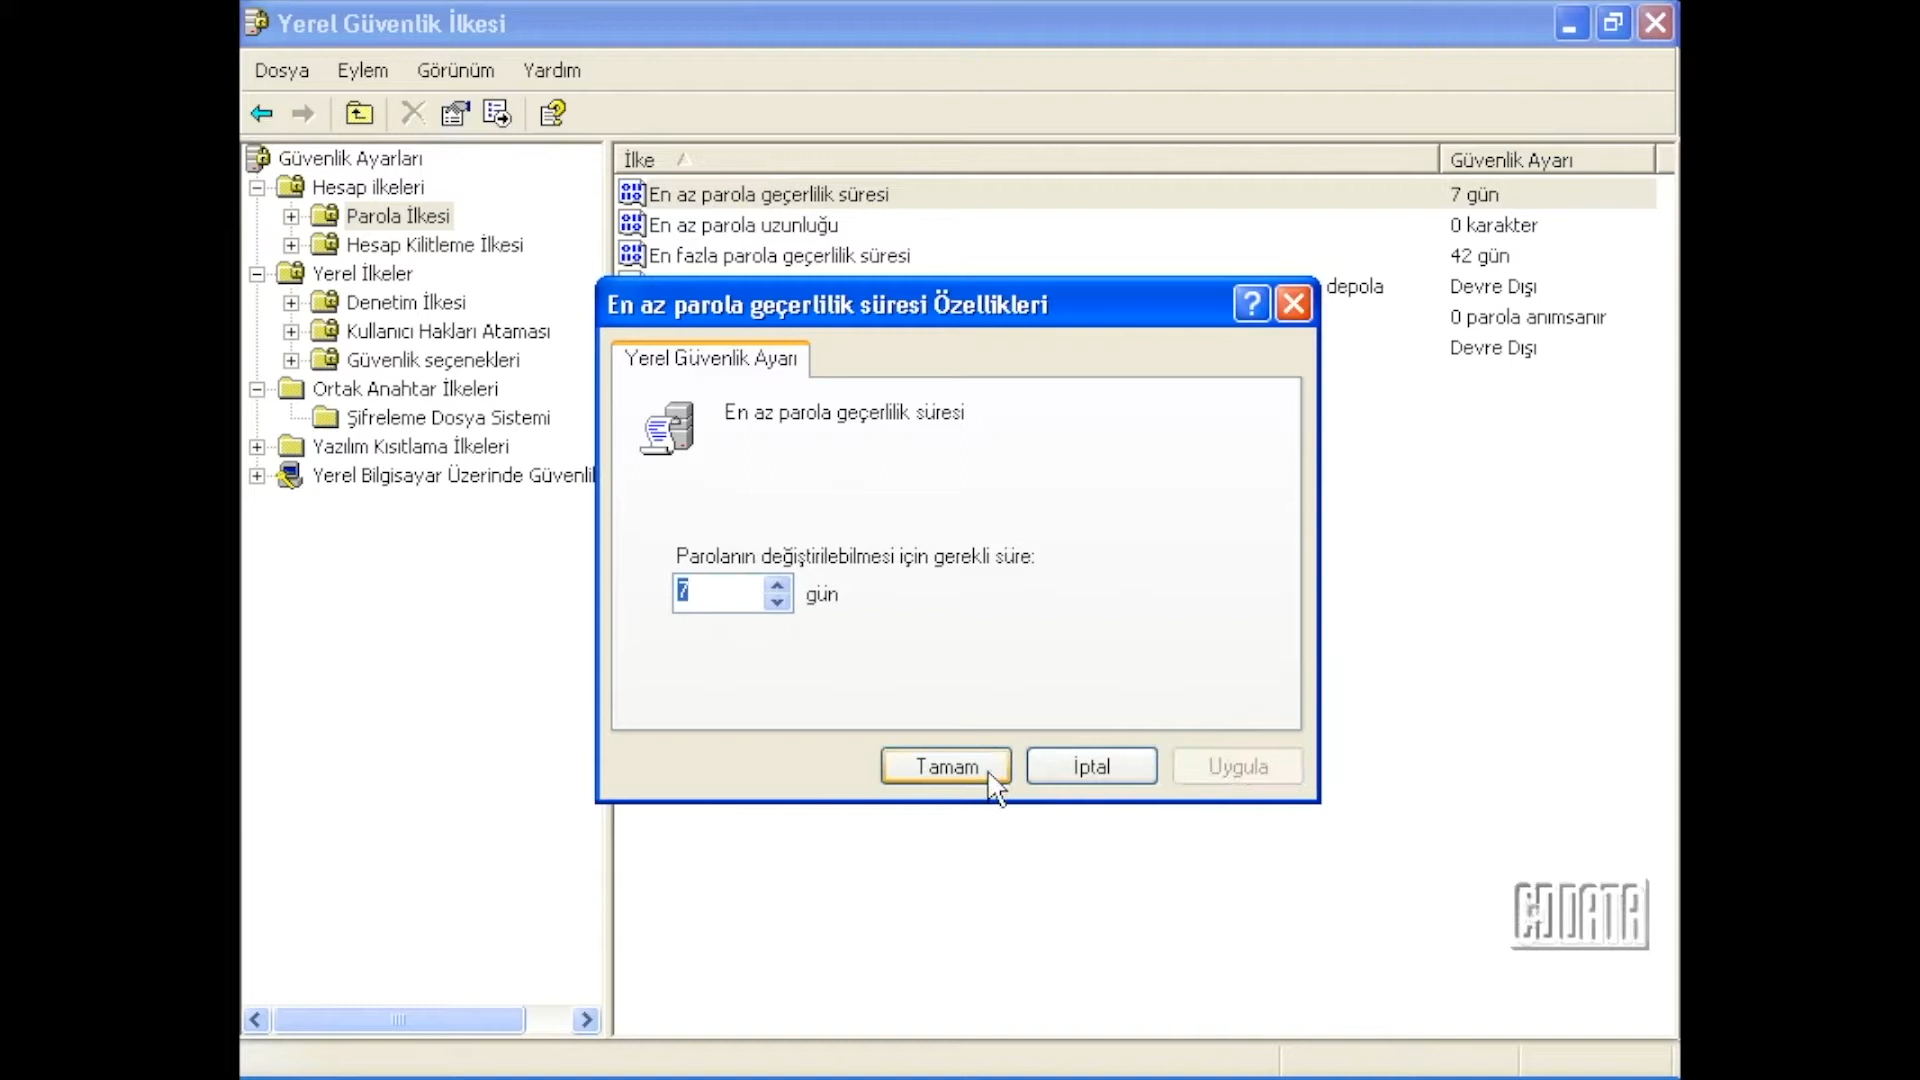 Yerel Güvenlik İlkesi
Dosya Eylem Görünüm Yardım
Güvenlik Ayarları
Hesap ilkeleri
Parola İlkesi
Hesap Kilitleme İlkesi
Yerel İlkeler
Denetim İlkesi
Kullanıcı Hakları Ataması
Güvenlik seçenekleri
Ortak Anahtar İlkeleri
Şifreleme Dosya Sistemi
Yazılım Kısıtlama İlkeleri
Yerel Bilgisayar Üzerinde Güvenli
İlke Güvenlik Ayarı
En az parola geçerlilik süresi 7 gün
En az parola uzunluğu 0 karakter
En fazla parola geçerlilik süresi 42 gün
depola Devre Dışı
0 parola anımsanır
Devre Dışı
En az parola geçerlilik süresi Özellikleri
Yerel Güvenlik Ayarı
En az parola geçerlilik süresi
Parolanın değiştirilebilmesi için gerekli süre:
7 gün
Tamam İptal Uygula